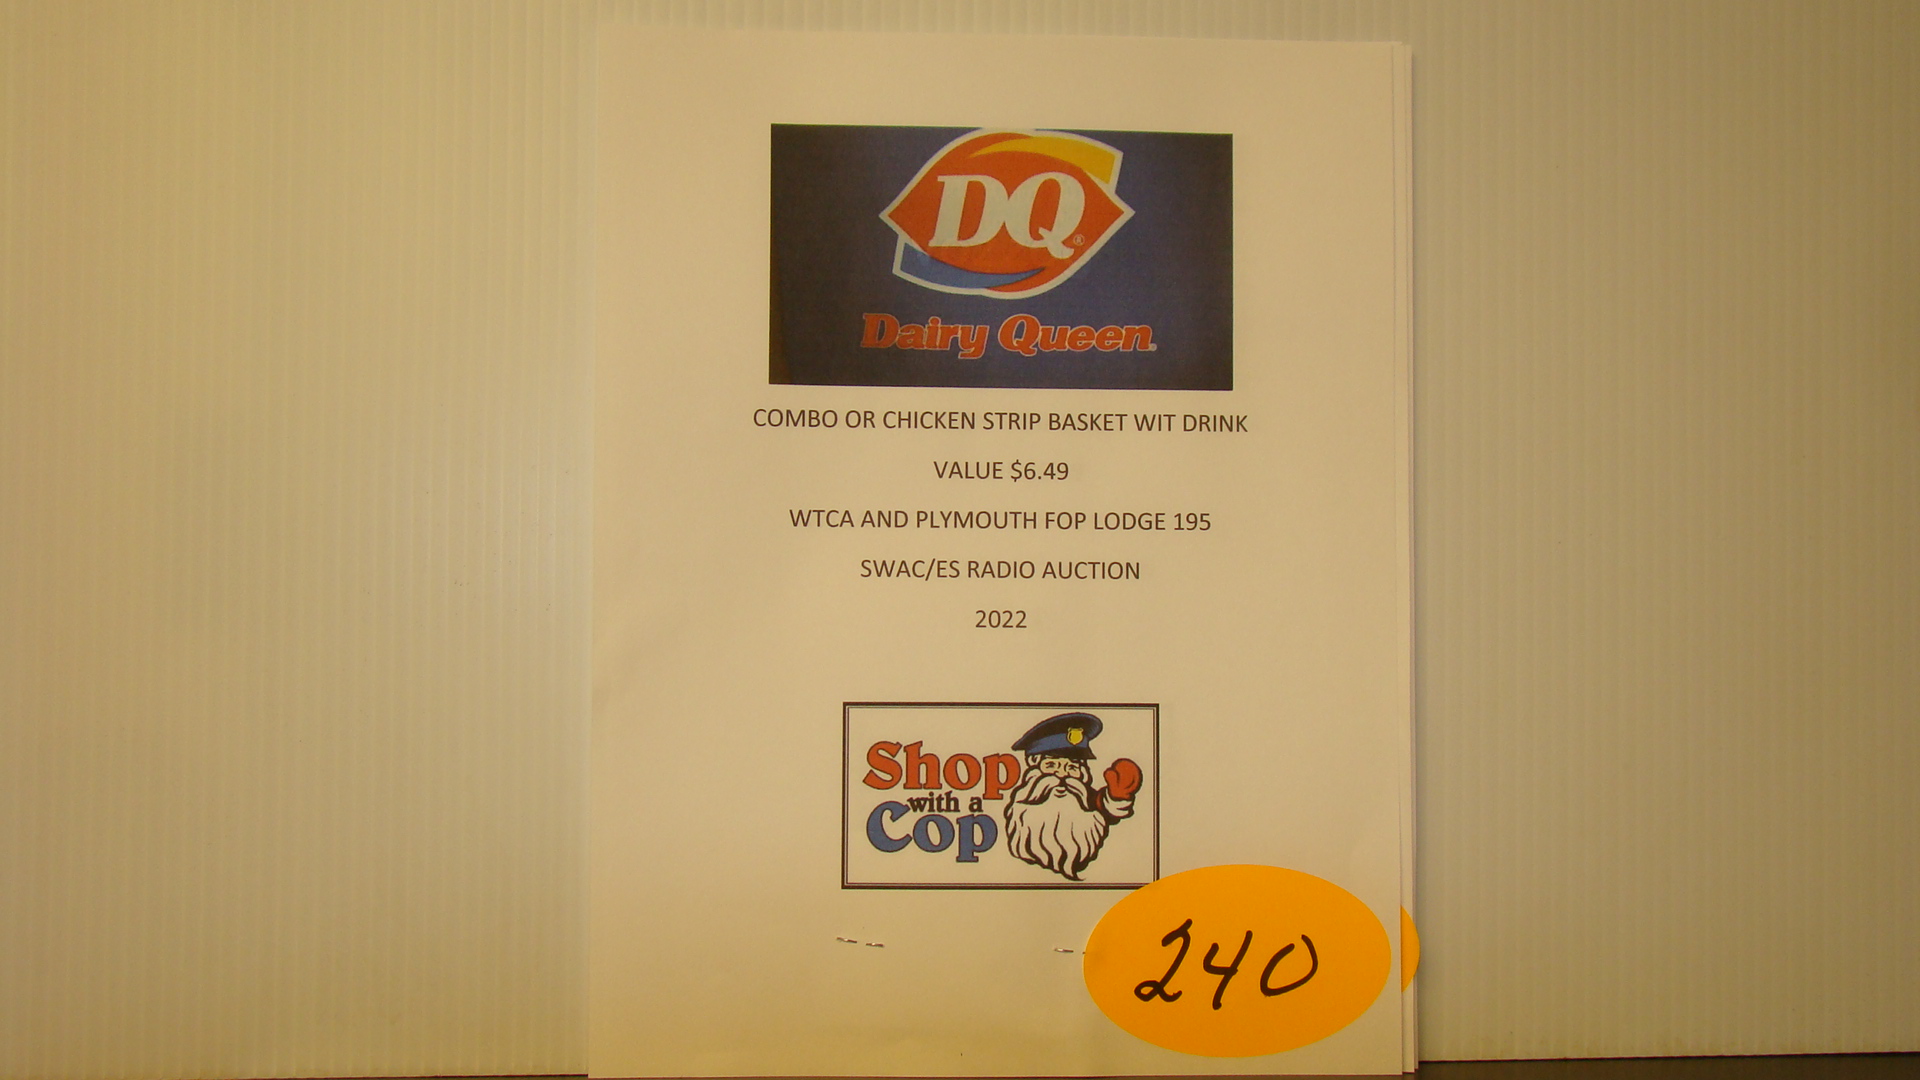 DQ®
Dairy Queen®
COMBO OR CHICKEN STRIP BASKET WIT DRINK
VALUE $6.49
WTCA AND PLYMOUTH FOP LODGE 195
SWAC/ES RADIO AUCTION
2022
Shop
with a
Cop
240